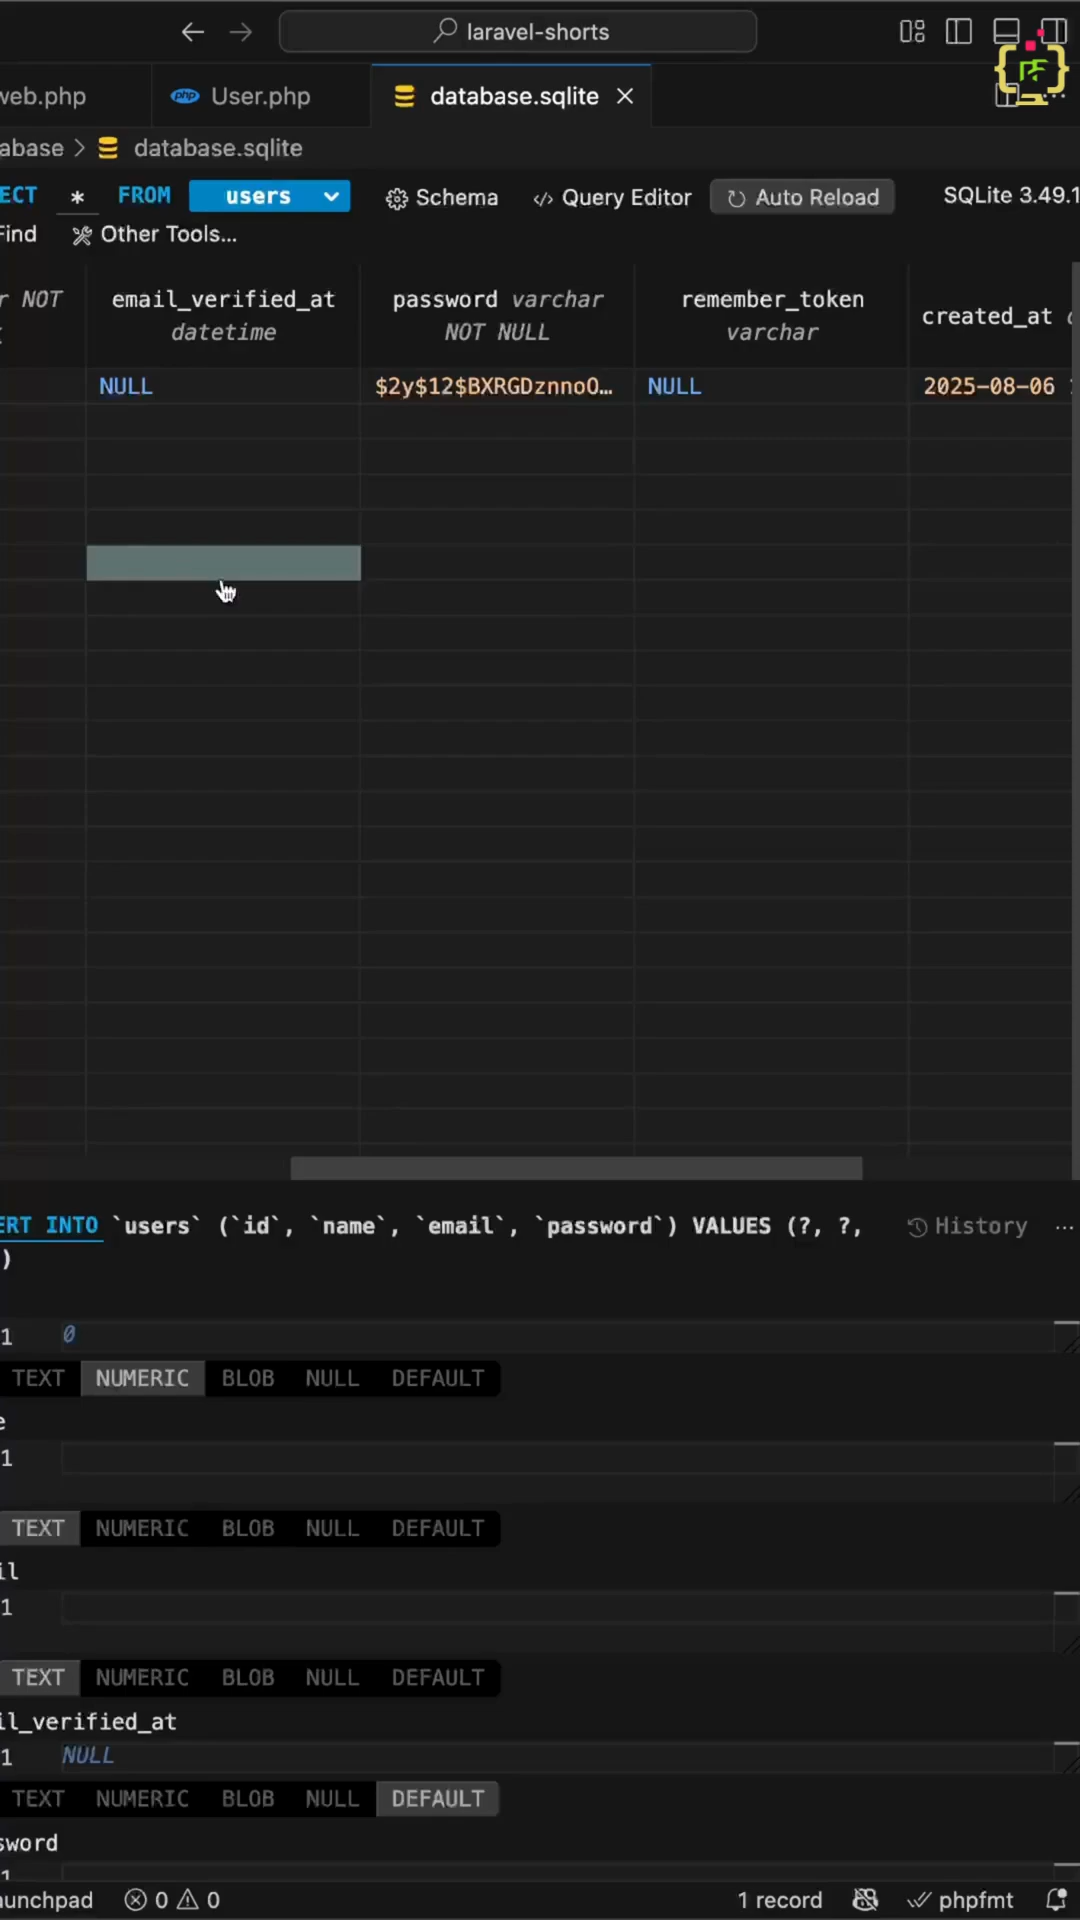 laravel-shorts
web.php User.php database.sqlite
abase > database.sqlite
ECT * FROM users Schema Query Editor Auto Reload SQLite 3.49.1
Find Other Tools...
r NOT email_verified_at datetime password varchar NOT NULL remember_token varchar created_at
NULL $2y$12$BXRGDznnoO… NULL 2025-08-06
ERT INTO `users` (`id`, `name`, `email`, `password`) VALUES (?, ?, History ...
)
1 0
TEXT NUMERIC BLOB NULL DEFAULT
e
1
TEXT NUMERIC BLOB NULL DEFAULT
il
1
TEXT NUMERIC BLOB NULL DEFAULT
il_verified_at
1 NULL
TEXT NUMERIC BLOB NULL DEFAULT
sword
1
aunchpad 0 0 1 record phpfmt